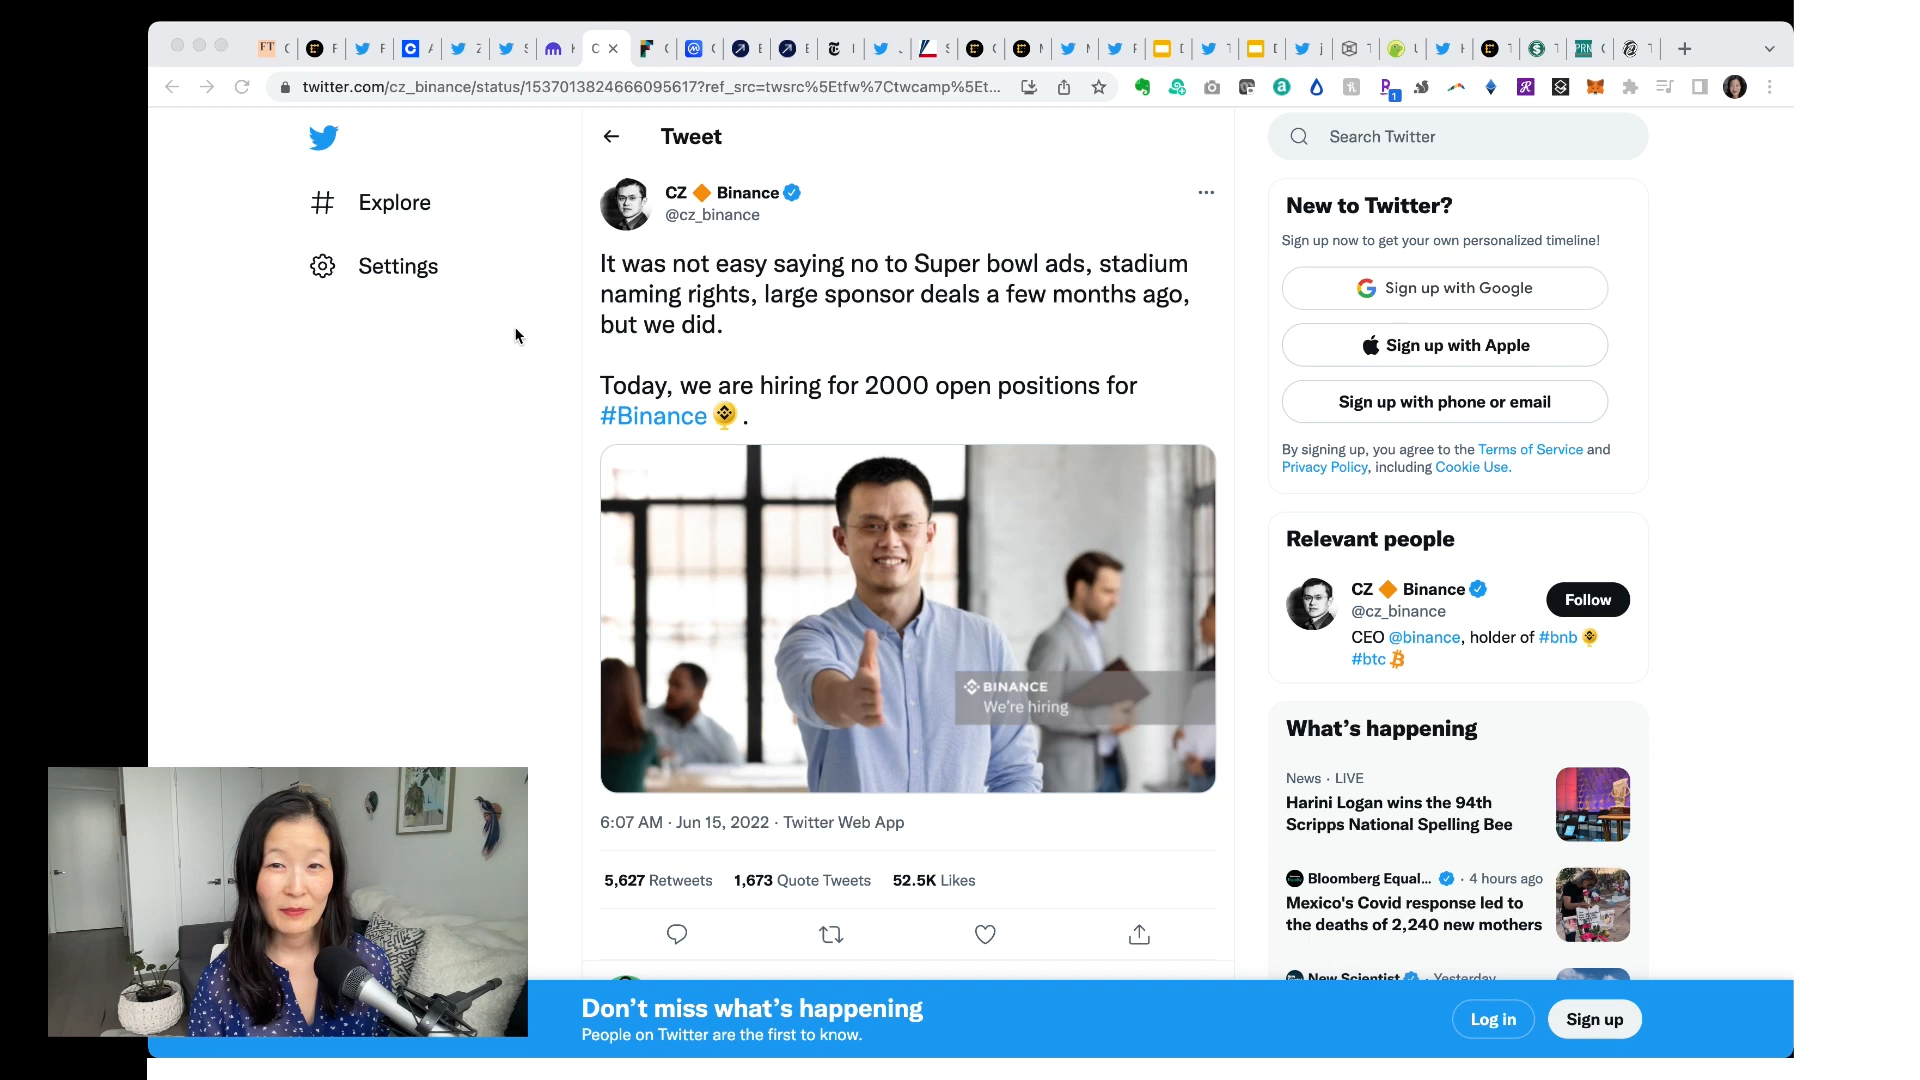 FT
twitter.com/cz_binance/status/1537013824666095617?ref_src=twsrc%5Etfw%7Ctwcamp%5Et...
1
Explore
Settings
Tweet
CZ 🔶 Binance
@cz_binance
It was not easy saying no to Super bowl ads, stadium
naming rights, large sponsor deals a few months ago,
but we did.
Today, we are hiring for 2000 open positions for
#Binance .
BINANCE
We're hiring
6:07 AM · Jun 15, 2022 · Twitter Web App
5,627 Retweets 1,673 Quote Tweets 52.5K Likes
Search Twitter
New to Twitter?
Sign up now to get your own personalized timeline!
Sign up with Google
Sign up with Apple
Sign up with phone or email
By signing up, you agree to the Terms of Service and
Privacy Policy, including Cookie Use.
Relevant people
CZ 🔶 Binance
@cz_binance
Follow
CEO @binance, holder of #bnb
#btc
What's happening
News · LIVE
Harini Logan wins the 94th
Scripps National Spelling Bee
Bloomberg Equal... · 4 hours ago
Mexico's Covid response led to
the deaths of 2,240 new mothers
New Scientist · Yesterday
Don't miss what's happening
People on Twitter are the first to know.
Log in
Sign up